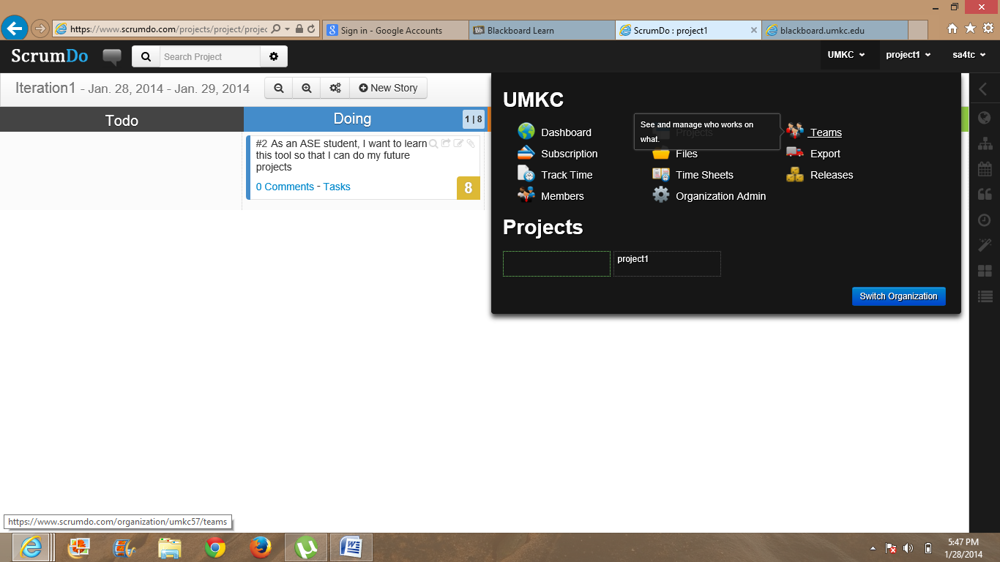 https://www.scrumdo.com/projects/project/projec
Sign in - Google Accounts
Blackboard Learn
ScrumDo : project1
blackboard.umkc.edu
ScrumDo
Search Project
UMKC
project1
sa4tc
Iteration1 - Jan. 28, 2014 - Jan. 29, 2014
New Story
Todo
Doing
1 | 8
#2 As an ASE student, I want to learn
this tool so that I can do my future
projects
0 Comments - Tasks
8
UMKC
Dashboard
Projects
Teams
See and manage who works on
what.
Subscription
Files
Export
Track Time
Time Sheets
Releases
Members
Organization Admin
Projects
project1
Switch Organization
https://www.scrumdo.com/organization/umkc57/teams
5:47 PM
1/28/2014